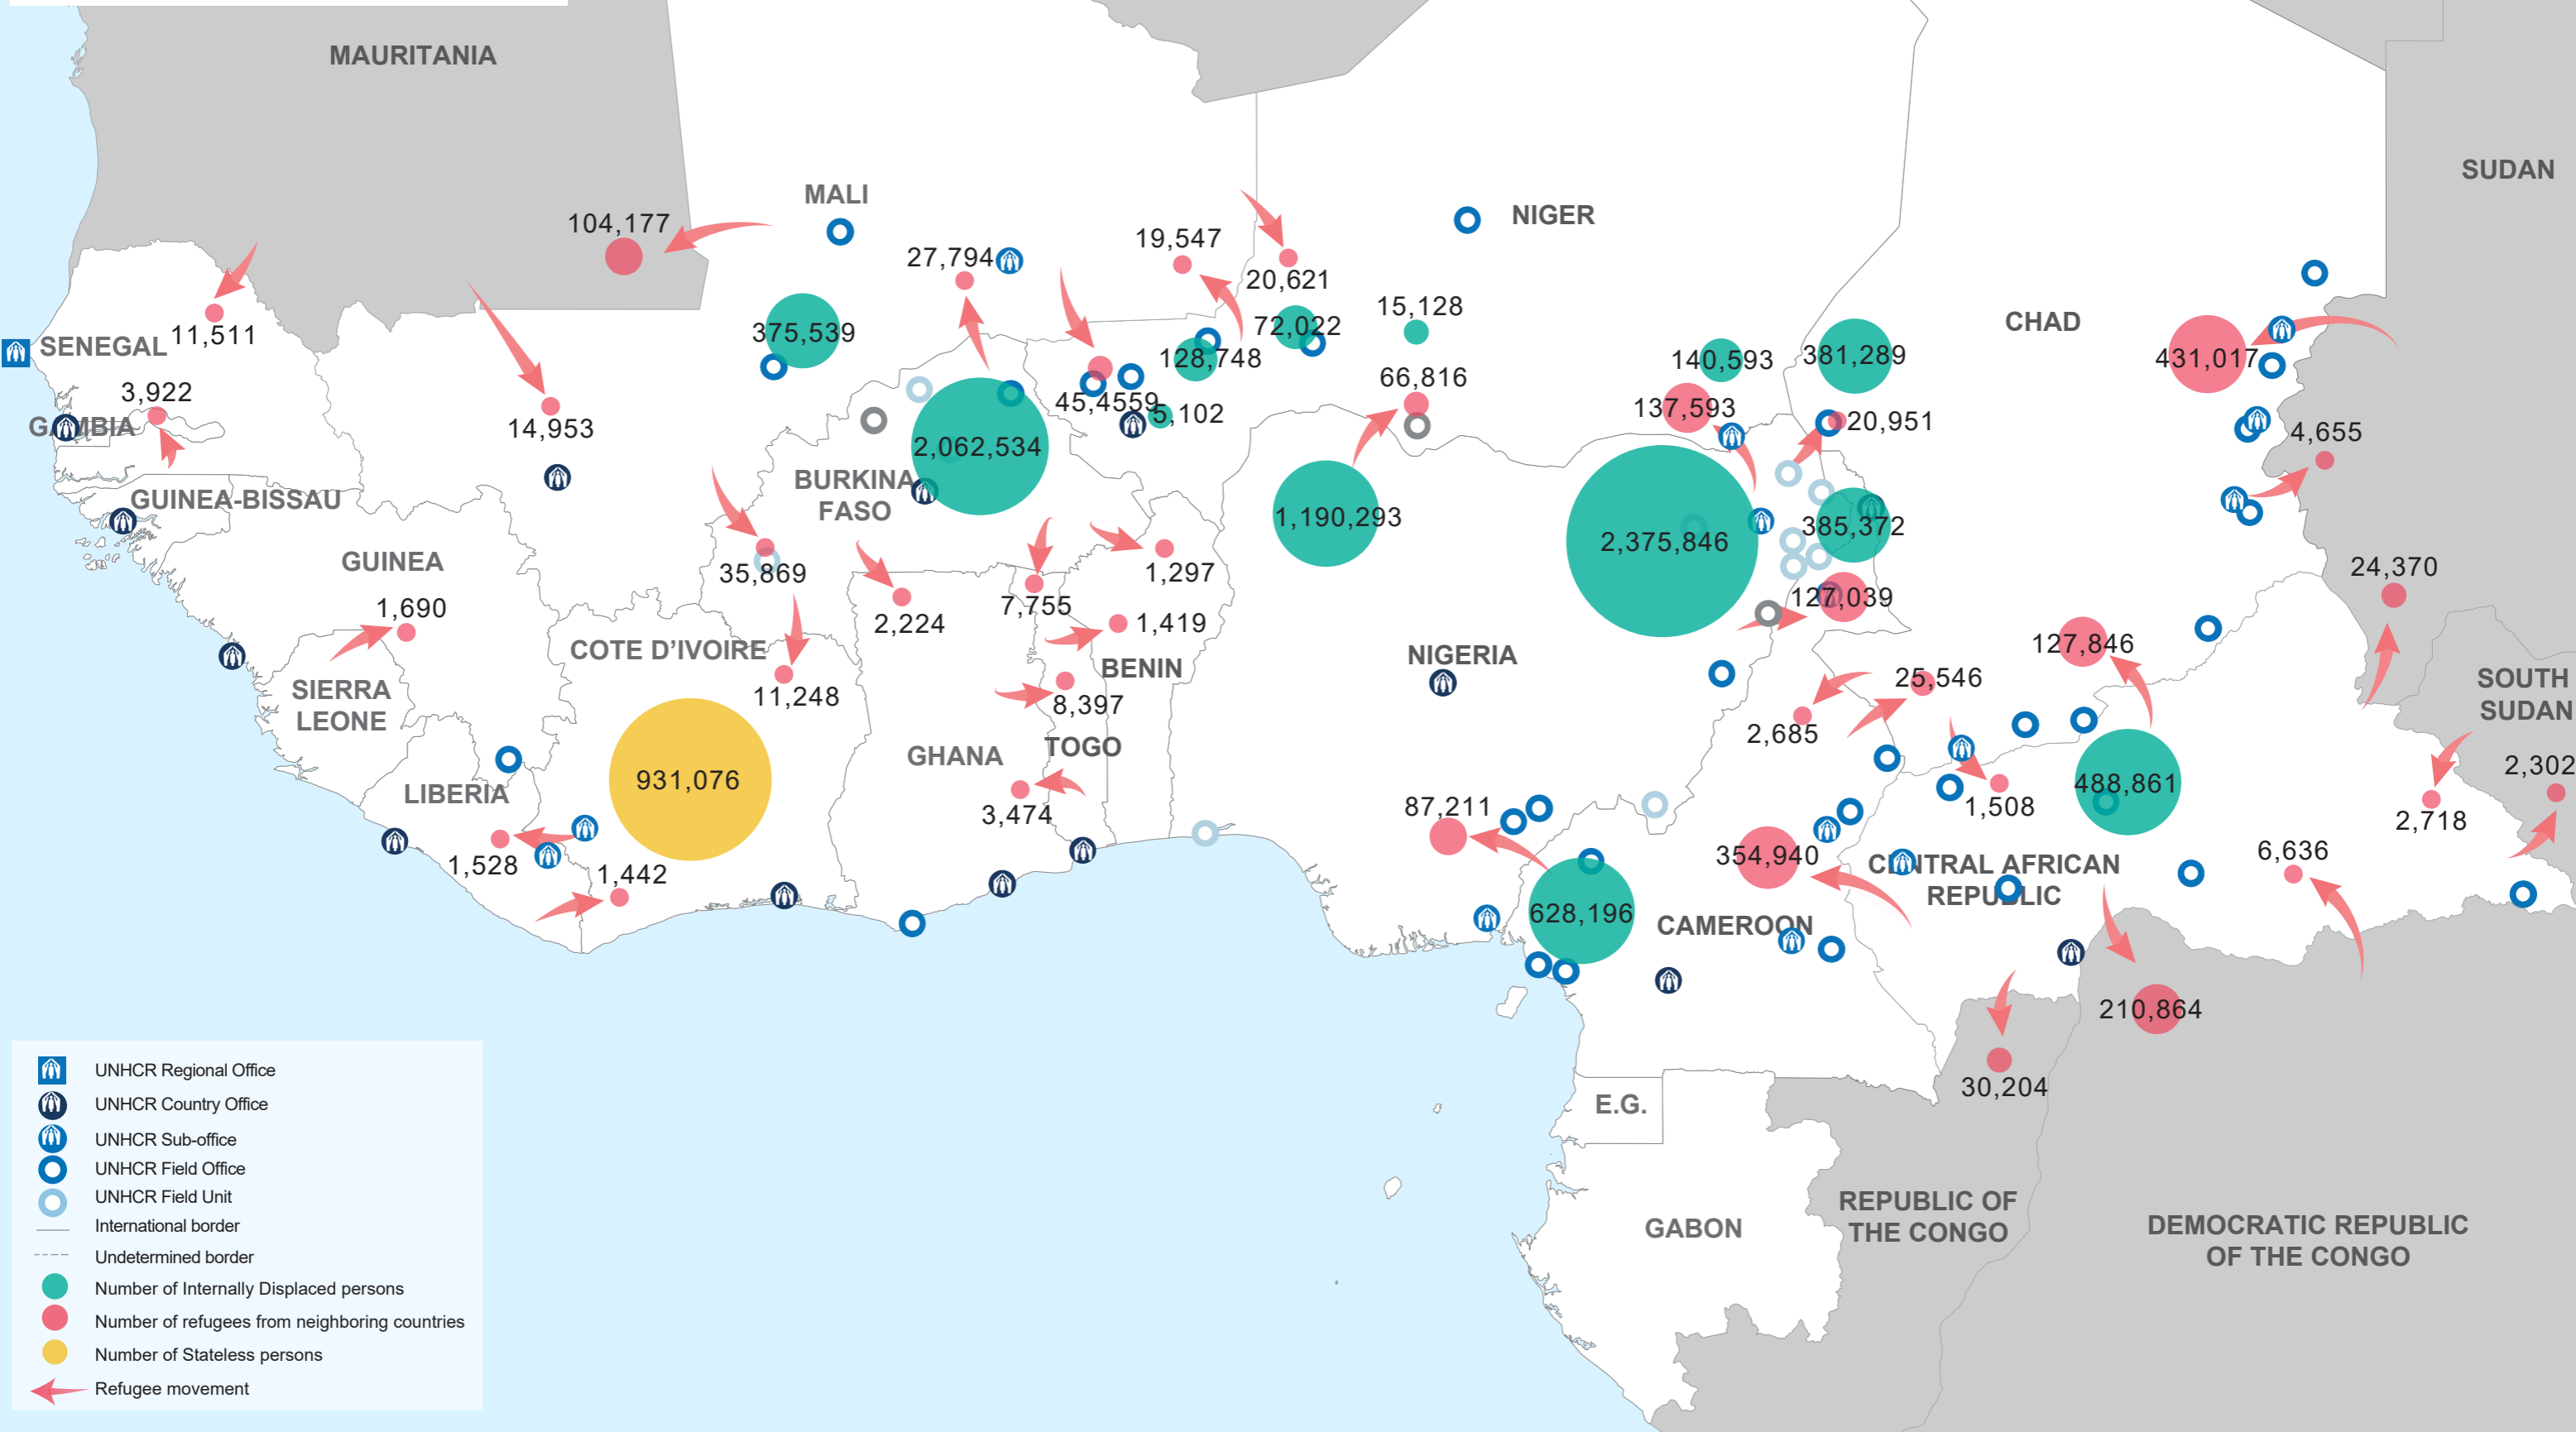 MAURITANIA
SUDAN
MALI
NIGER
104,177
27,794
19,547
20,621
15,128
CHAD
11,511
SENEGAL
375,539
72,022
128,748
140,593
381,289
431,017
3,922
GAMBIA
14,953
45,4559
5,102
66,816
137,593
20,951
4,655
2,062,534
BURKINA
FASO
GUINEA-BISSAU
1,190,293
2,375,846
385,372
GUINEA
35,869
1,297
24,370
1,690
2,224
7,755
1,419
127,039
127,846
COTE D’IVOIRE
BENIN
NIGERIA
25,546
SIERRA
LEONE
11,248
8,397
2,685
SOUTH
SUDAN
TOGO
GHANA
931,076
LIBERIA
3,474
87,211
1,508
488,861
2,302
2,718
1,528
1,442
354,940
CENTRAL AFRICAN
REPUBLIC
6,636
628,196
CAMEROON
210,864
30,204
E.G.
GABON
REPUBLIC OF
THE CONGO
DEMOCRATIC REPUBLIC
OF THE CONGO
UNHCR Regional Office
UNHCR Country Office
UNHCR Sub-office
UNHCR Field Office
UNHCR Field Unit
International border
Undetermined border
Number of Internally Displaced persons
Number of refugees from neighboring countries
Number of Stateless persons
Refugee movement